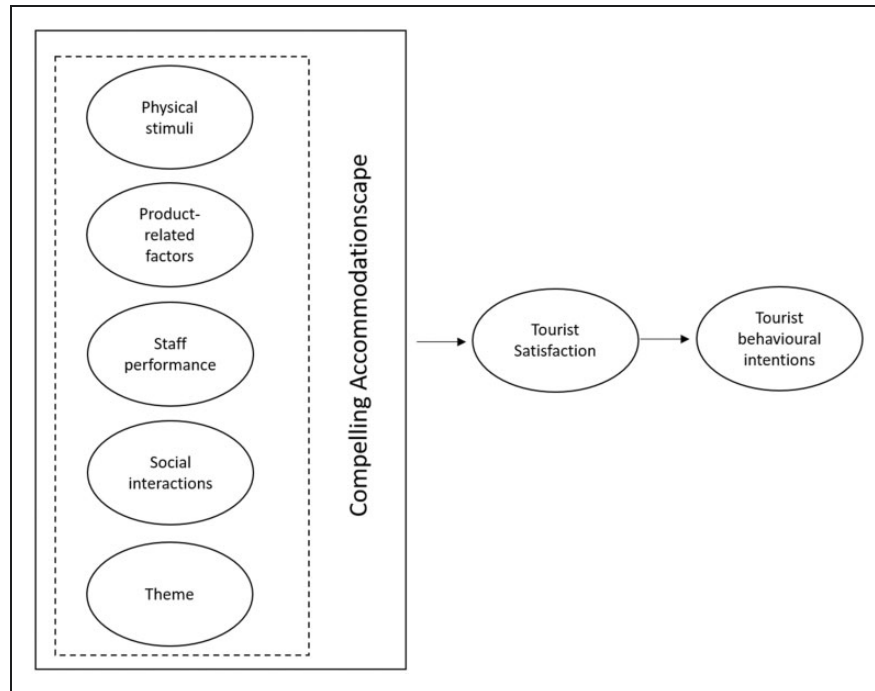 Physical
stimuli
Product-
related
factors
Staff
performance
Social
interactions
Theme
Compelling Accommodationscape
Tourist
Satisfaction
Tourist
behavioural
intentions